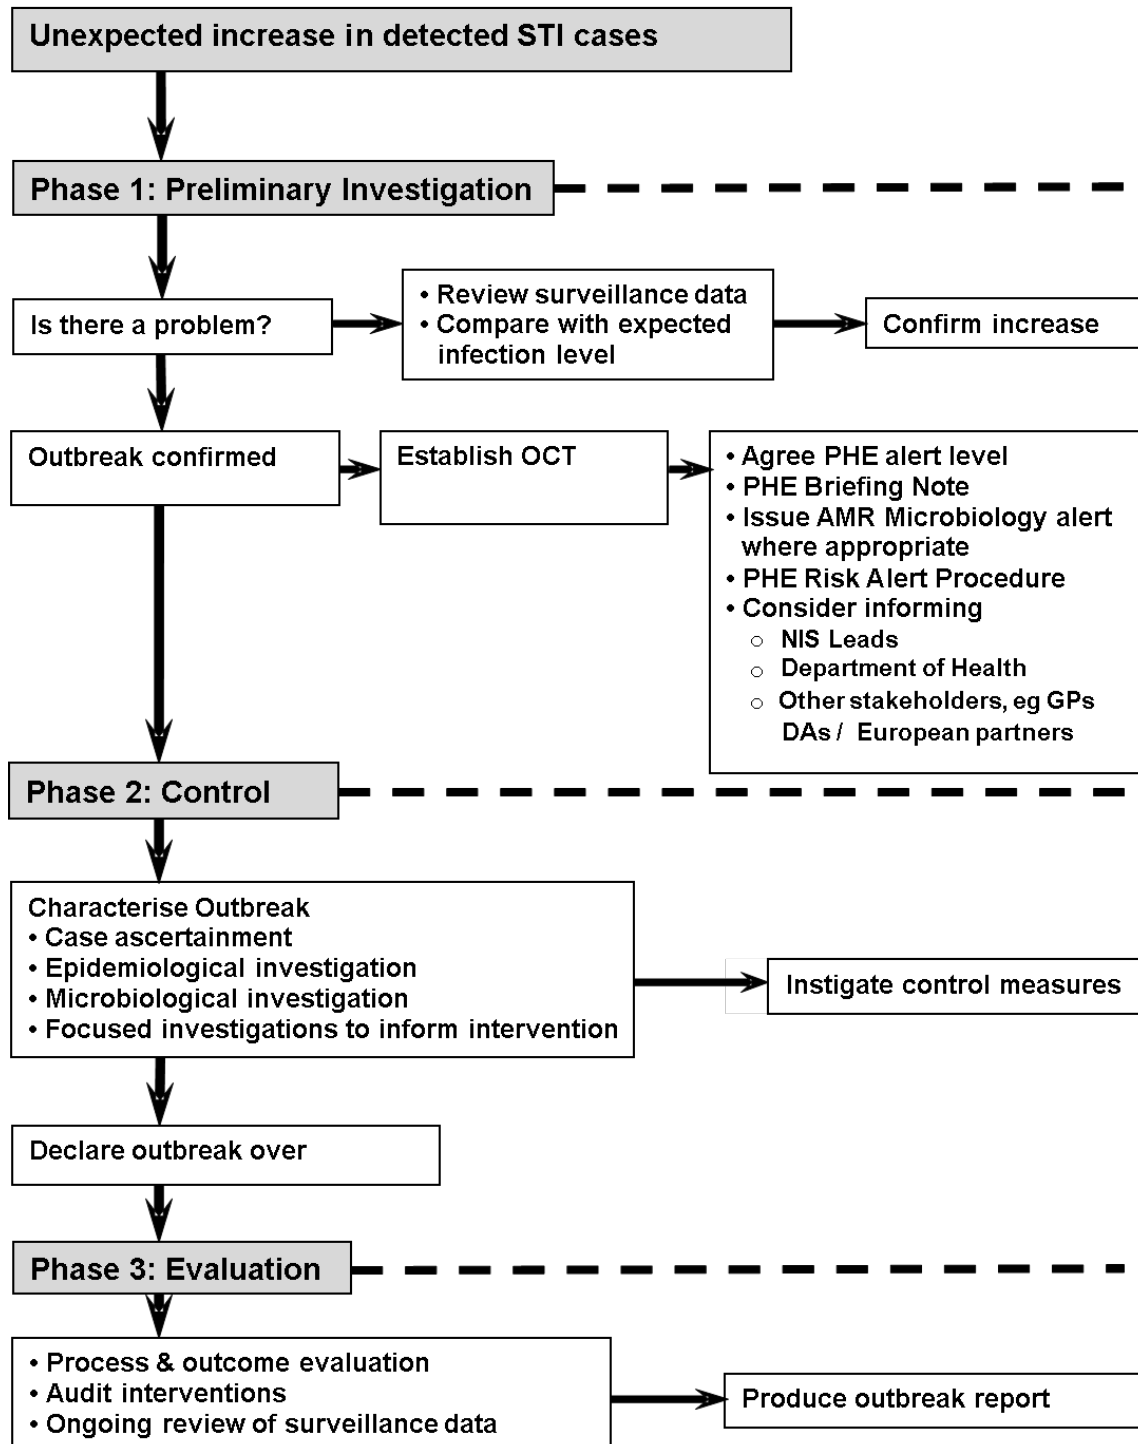 Unexpected increase in detected STI cases
Phase 1: Preliminary Investigation
Is there a problem?
• Review surveillance data
• Compare with expected
infection level
Confirm increase
Outbreak confirmed
Establish OCT
• Agree PHE alert level
• PHE Briefing Note
• Issue AMR Microbiology alert
where appropriate
• PHE Risk Alert Procedure
• Consider informing
o NIS Leads
o Department of Health
o Other stakeholders, eg GPs
DAs / European partners
Phase 2: Control
Characterise Outbreak
• Case ascertainment
• Epidemiological investigation
• Microbiological investigation
• Focused investigations to inform intervention
Instigate control measures
Declare outbreak over
Phase 3: Evaluation
• Process & outcome evaluation
• Audit interventions
• Ongoing review of surveillance data
Produce outbreak report